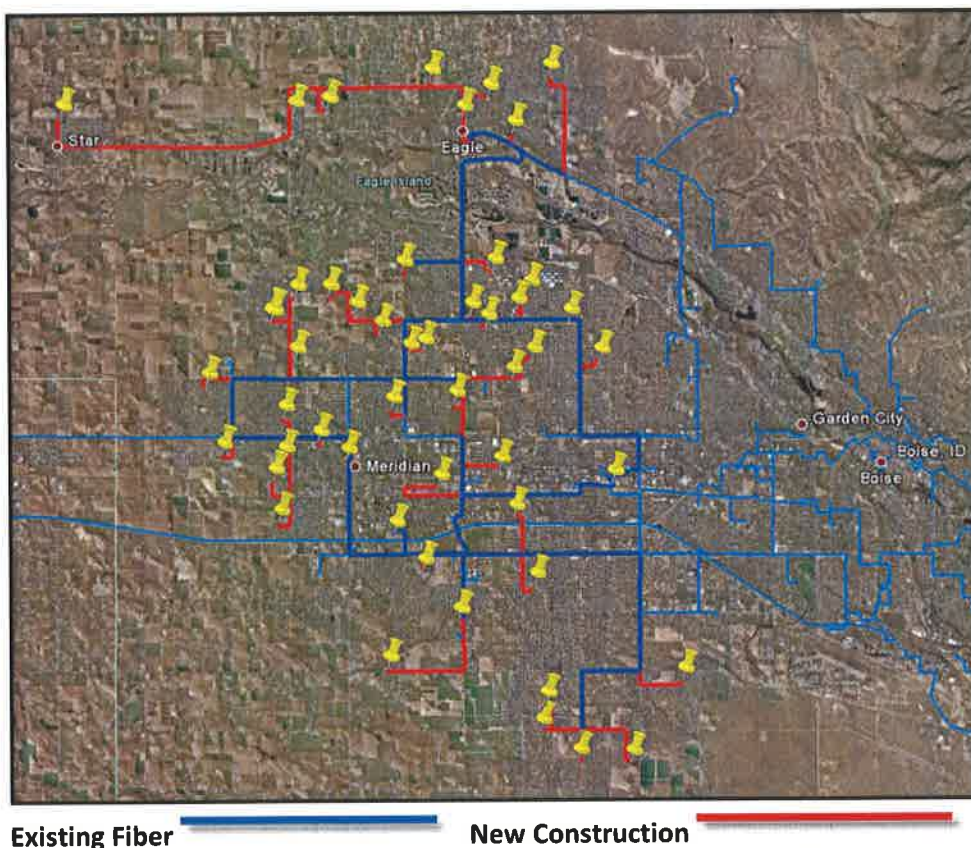 Star
Eagle
Eagle Island
Garden City
Boise, ID
Meridian
Boise
Existing Fiber
New Construction